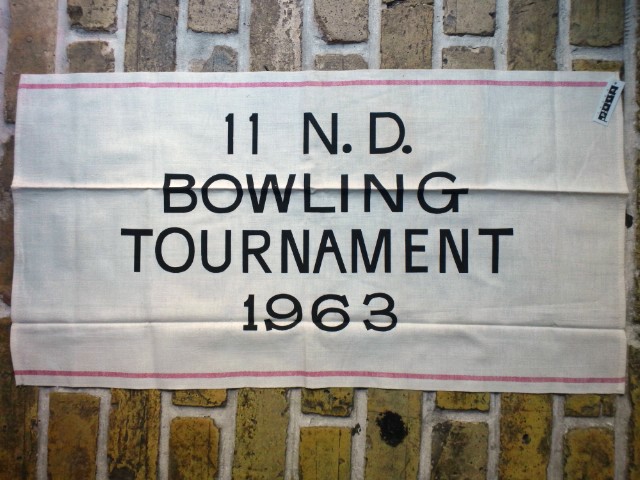 11 N.D.
BOWLING
TOURNAMENT
1963